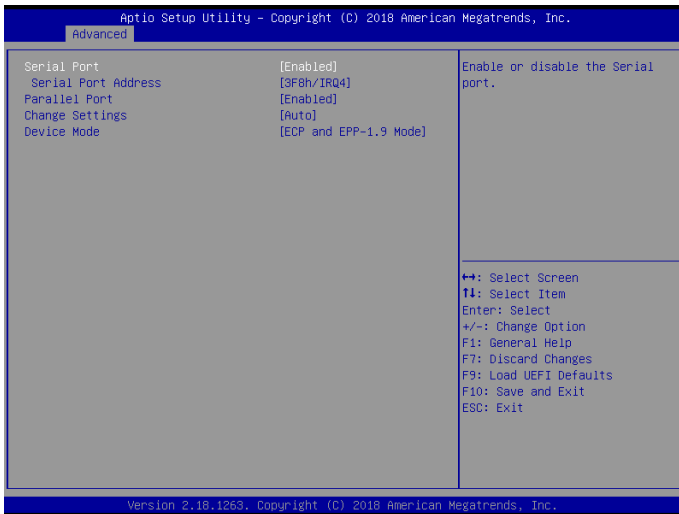 Aptio Setup Utility – Copyright (C) 2018 American Megatrends, Inc.
Advanced
Serial Port [Enabled]
Serial Port Address [3F8h/IRQ4]
Parallel Port [Enabled]
Change Settings [Auto]
Device Mode [ECP and EPP-1.9 Mode]
Enable or disable the Serial
port.
↔: Select Screen
↑↓: Select Item
Enter: Select
+/-: Change Option
F1: General Help
F7: Discard Changes
F9: Load UEFI Defaults
F10: Save and Exit
ESC: Exit
Version 2.18.1263. Copyright (C) 2018 American Megatrends, Inc.